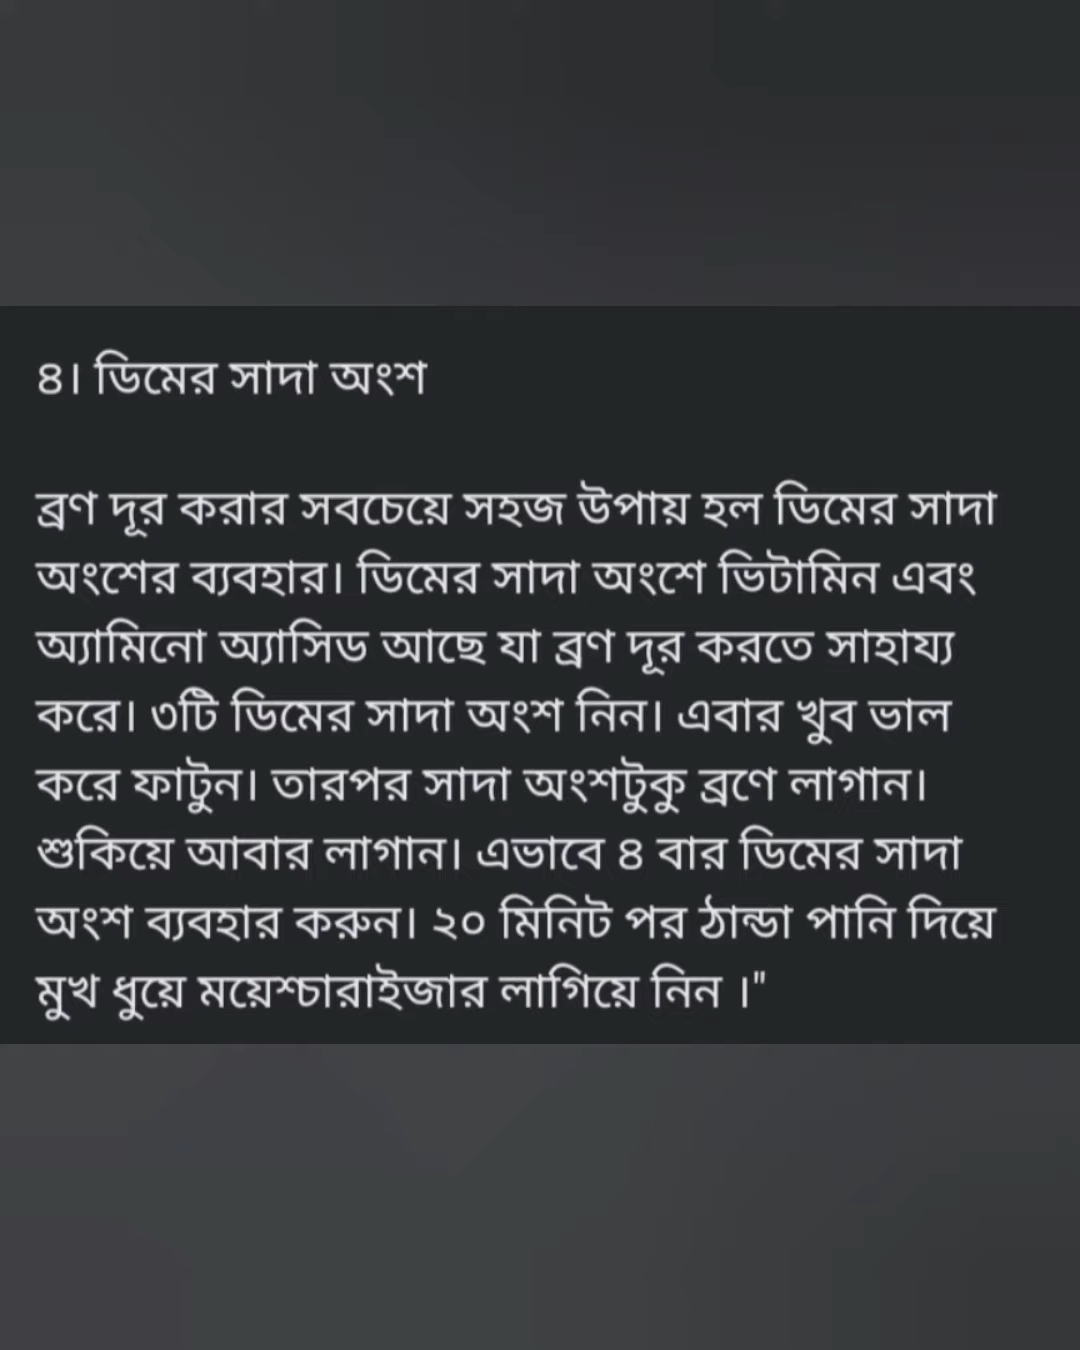 ৪। ডিমের সাদা অংশ
ব্রণ দূর করার সবচেয়ে সহজ উপায় হল ডিমের সাদা
অংশের ব্যবহার। ডিমের সাদা অংশে ভিটামিন এবং
অ্যামিনো অ্যাসিড আছে যা ব্রণ দূর করতে সাহায্য
করে। ৩টি ডিমের সাদা অংশ নিন। এবার খুব ভাল
করে ফাটুন। তারপর সাদা অংশটুকু ব্রণে লাগান।
শুকিয়ে আবার লাগান। এভাবে ৪ বার ডিমের সাদা
অংশ ব্যবহার করুন। ২০ মিনিট পর ঠান্ডা পানি দিয়ে
মুখ ধুয়ে ময়েশ্চারাইজার লাগিয়ে নিন ।"